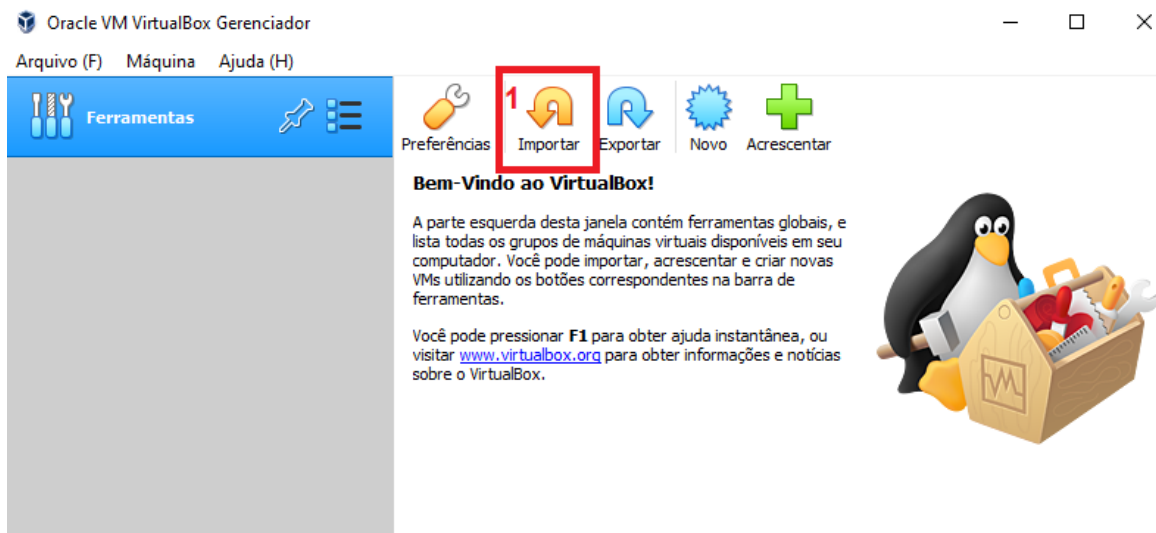 Oracle VM VirtualBox Gerenciador
Arquivo (F) Máquina Ajuda (H)
Ferramentas
1
Preferências Importar Exportar Novo Acrescentar
Bem-Vindo ao VirtualBox!
A parte esquerda desta janela contém ferramentas globais, e
lista todas os grupos de máquinas virtuais disponíveis em seu
computador. Você pode importar, acrescentar e criar novas
VMs utilizando os botões correspondentes na barra de
ferramentas.
Você pode pressionar F1 para obter ajuda instantânea, ou
visitar www.virtualbox.org para obter informações e notícias
sobre o VirtualBox.